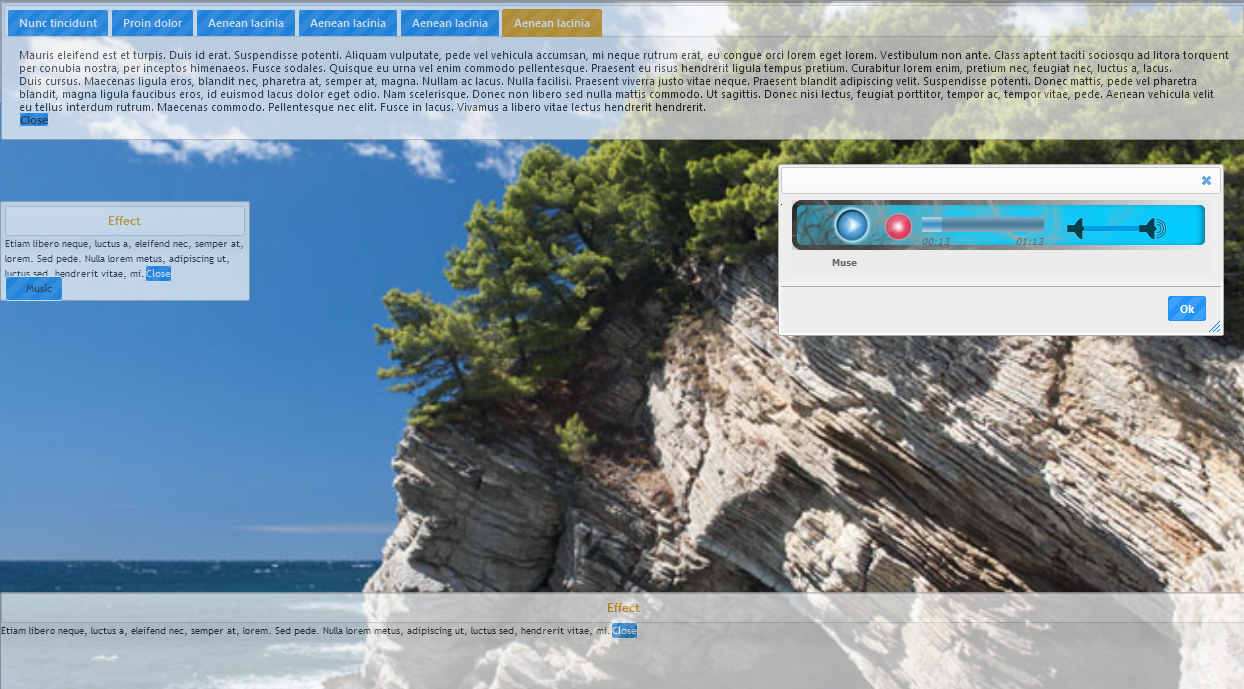 Nunc tincidunt
Proin dolor
Aenean lacinia
Aenean lacinia
Aenean lacinia
Aenean lacinia
Mauris eleifend est et turpis. Duis id erat. Suspendisse potenti. Aliquam vulputate, pede vel vehicula accumsan, mi neque rutrum erat, eu congue orci lorem eget lorem. Vestibulum non ante. Class aptent taciti sociosqu ad litora torquent
per conubia nostra, per inceptos himenaeos. Fusce sodales. Quisque eu urna vel enim commodo pellentesque. Praesent eu risus hendrerit ligula tempus pretium. Curabitur lorem enim, pretium nec, feugiat nec, luctus a, lacus.
Duis cursus. Maecenas ligula eros, blandit nec, pharetra at, semper at, magna. Nullam ac lacus. Nulla facilisi. Praesent viverra justo vitae neque. Praesent blandit adipiscing velit. Suspendisse potenti. Donec mattis, pede vel pharetra
blandit, magna ligula faucibus eros, id euismod lacus dolor eget odio. Nam scelerisque. Donec non libero sed nulla mattis commodo. Ut sagittis. Donec nisi lectus, feugiat porttitor, tempor ac, tempor vitae, pede. Aenean vehicula velit
eu tellus interdum rutrum. Maecenas commodo. Pellentesque nec elit. Fusce in lacus. Vivamus a libero vitae lectus hendrerit hendrerit.
Close
Effect
Etiam libero neque, luctus a, eleifend nec, semper at,
lorem. Sed pede. Nulla lorem metus, adipiscing ut,
luctus sed, hendrerit vitae, mi. Close
Music
00:13
01:13
Muse
Ok
Effect
Etiam libero neque, luctus a, eleifend nec, semper at, lorem. Sed pede. Nulla lorem metus, adipiscing ut, luctus sed, hendrerit vitae, mi. Close